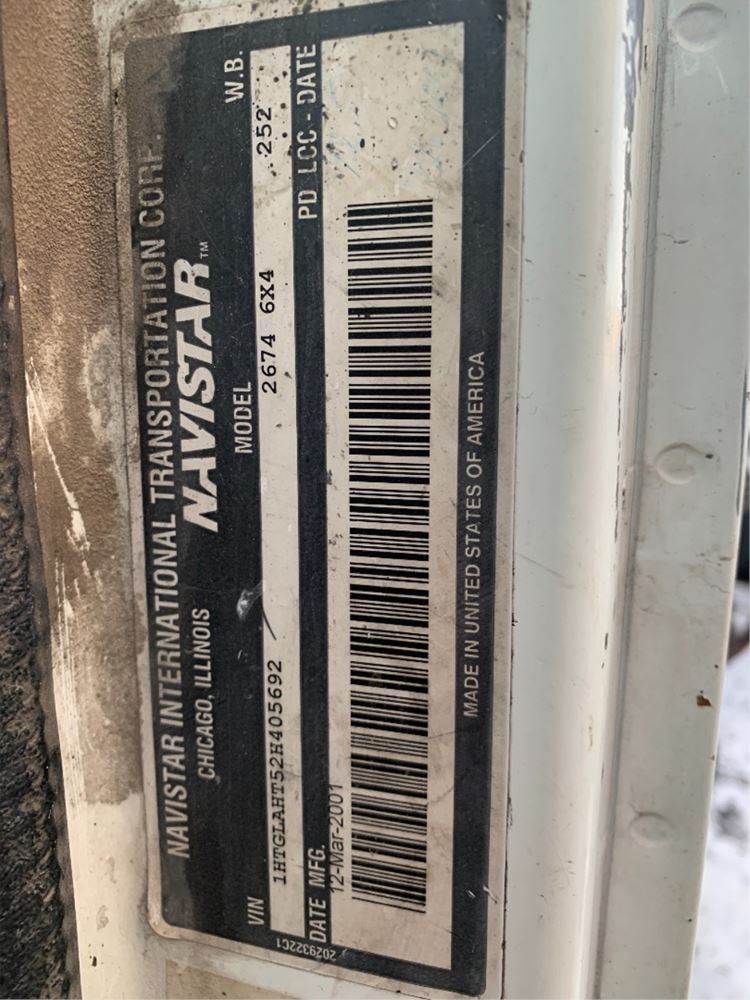 NAVISTAR INTERNATIONAL TRANSPORTATION CORP.
CHICAGO, ILLINOIS
NAVISTAR™
VIN MODEL W.B.
1HTGLAHT52H405692 2674 6X4 252
DATE MFG. PD LCC - DATE
12-Mar-2001
MADE IN UNITED STATES OF AMERICA
2029322C1